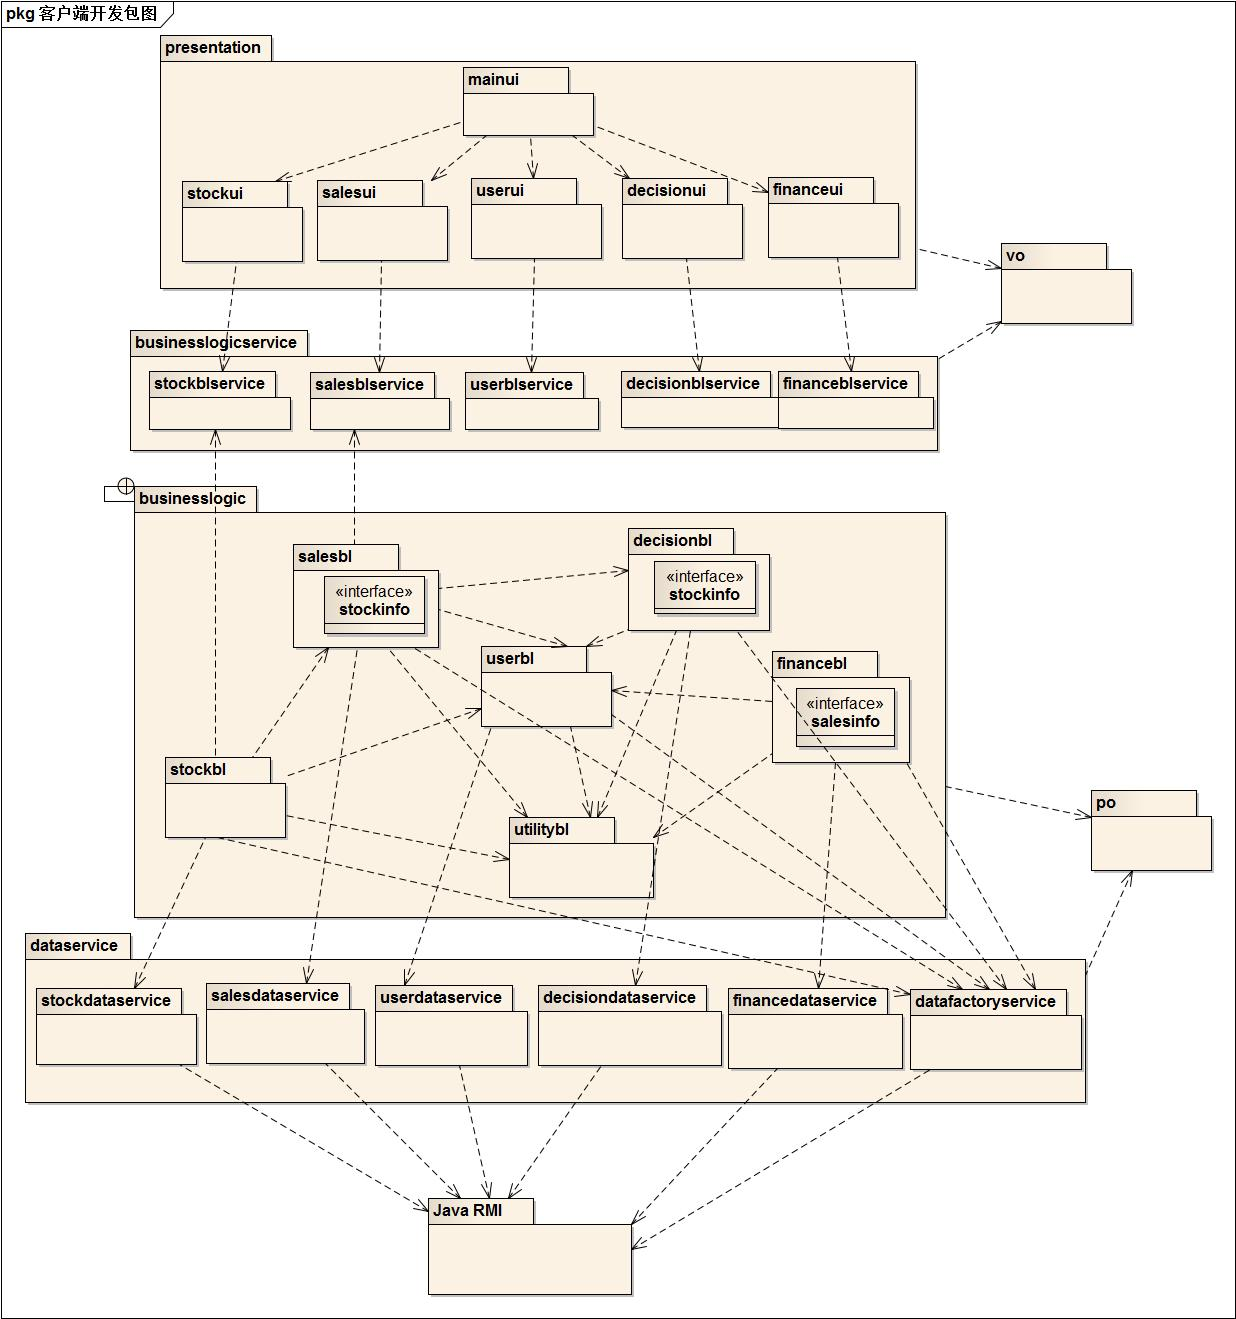 pkg 客户端开发包图
presentation
mainui
stockui
salesui
userui
decisionui
financeui
vo
businesslogicservice
stockblservice
salesblservice
userblservice
decisionblservice
financeblservice
businesslogic
salesbl
«interface»
stockinfo
decisionbl
«interface»
stockinfo
userbl
financebl
«interface»
salesinfo
stockbl
utilitybl
po
dataservice
stockdataservice
salesdataservice
userdataservice
decisiondataservice
financedataservice
datafactoryservice
Java RMI